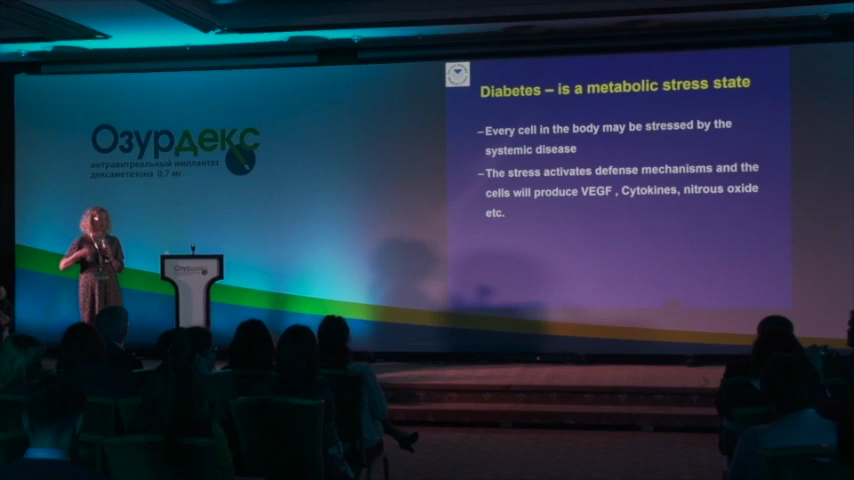 Озурдекс
интравитреальный имплантат
дексаметазона 0,7 мг
Diabetes – is a metabolic stress state
– Every cell in the body may be stressed by the
systemic disease
– The stress activates defense mechanisms and the
cells will produce VEGF , Cytokines, nitrous oxide
etc.
Озурдекс